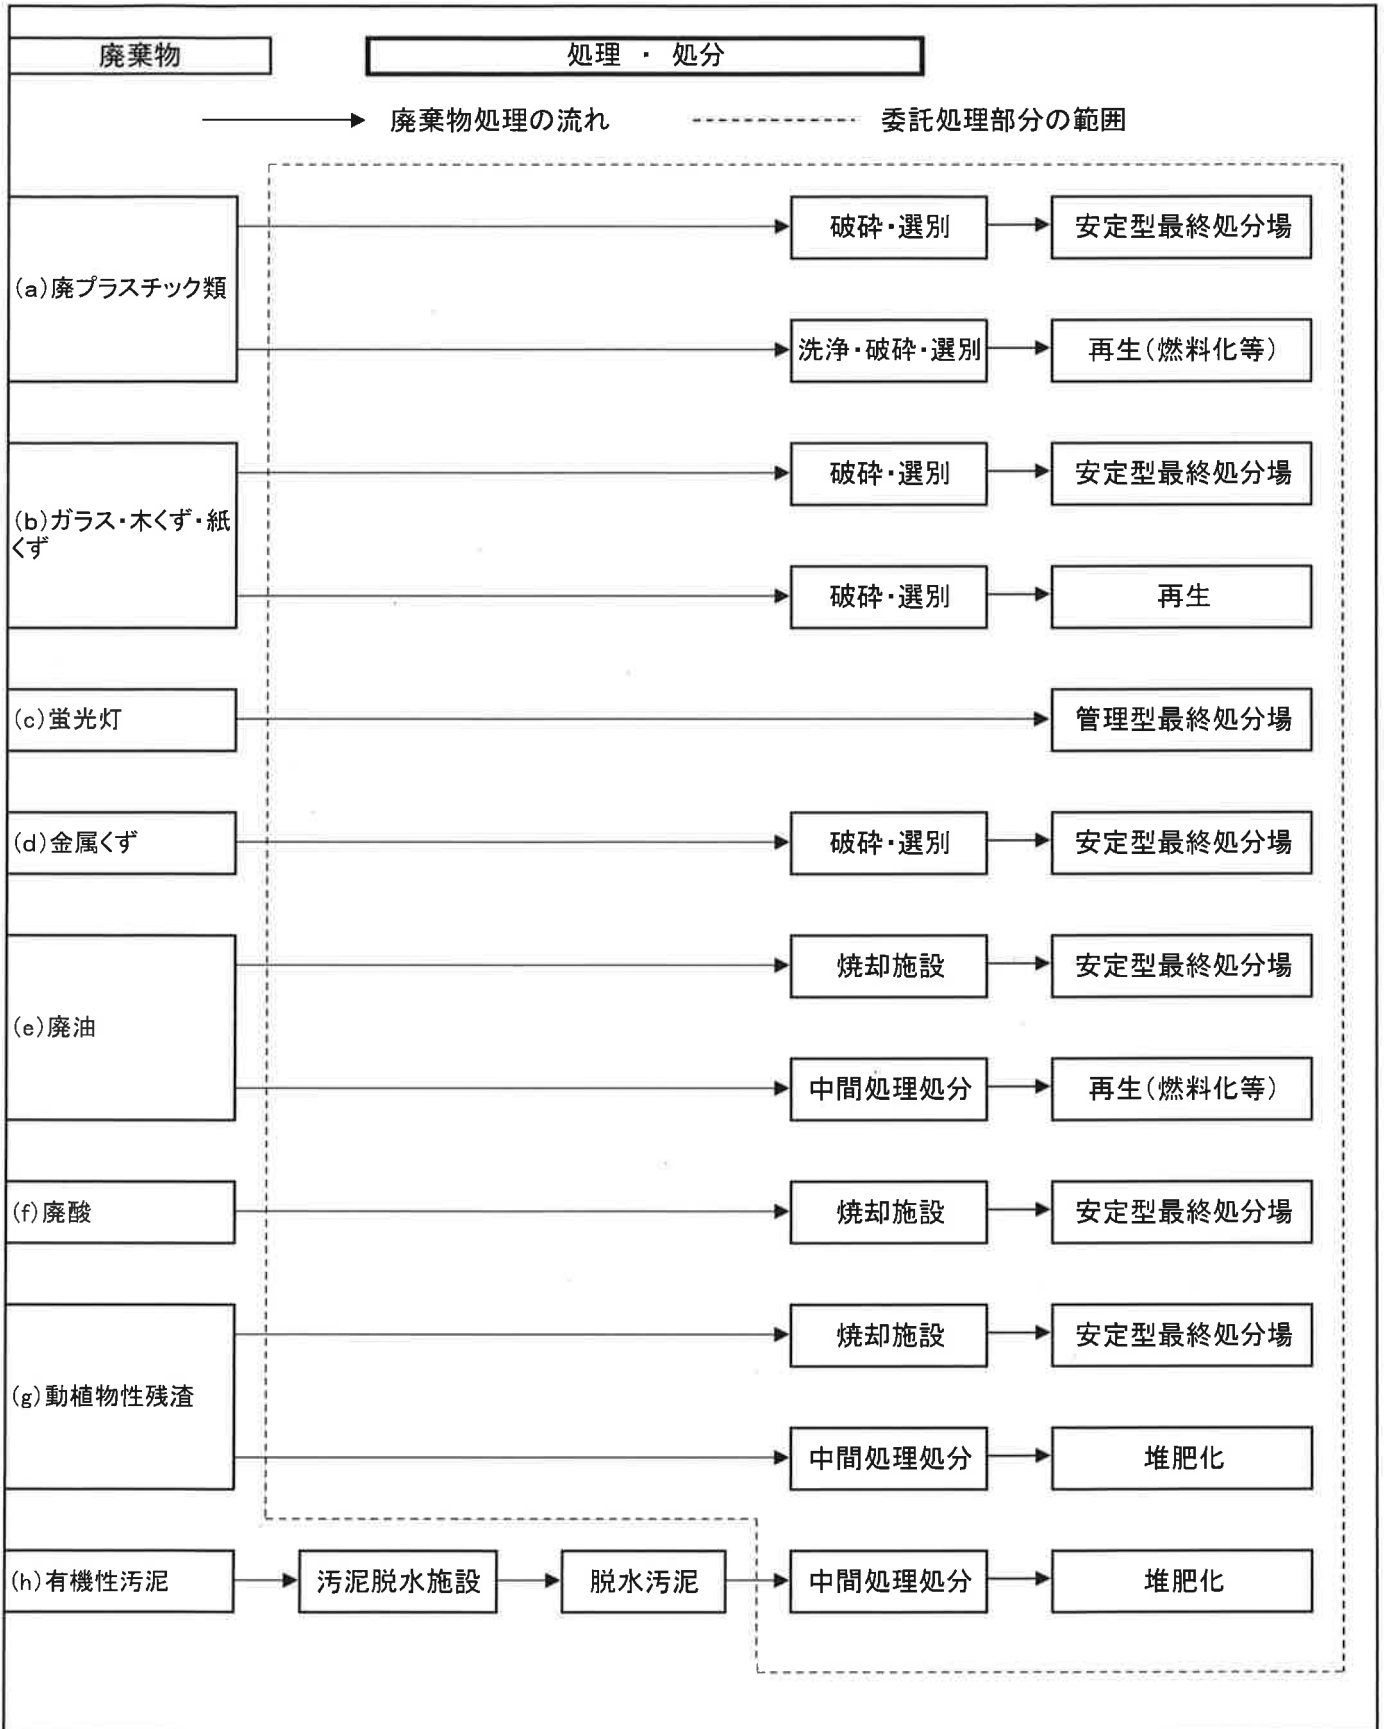 廃棄物
処理 ・ 処分
廃棄物処理の流れ
委託処理部分の範囲
(a)廃プラスチック類
破砕・選別
安定型最終処分場
洗浄・破砕・選別
再生(燃料化等)
(b)ガラス・木くず・紙
くず
破砕・選別
安定型最終処分場
破砕・選別
再生
(c)蛍光灯
管理型最終処分場
(d)金属くず
破砕・選別
安定型最終処分場
(e)廃油
焼却施設
安定型最終処分場
中間処理処分
再生(燃料化等)
(f)廃酸
焼却施設
安定型最終処分場
(g)動植物性残渣
焼却施設
安定型最終処分場
中間処理処分
堆肥化
(h)有機性汚泥
汚泥脱水施設
脱水汚泥
中間処理処分
堆肥化